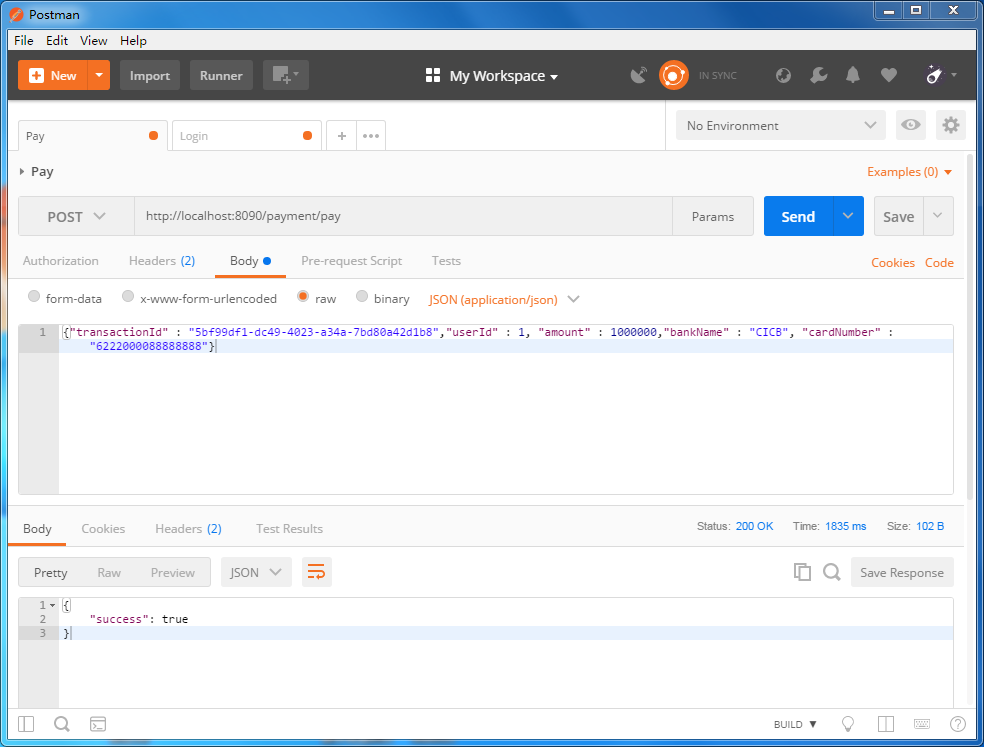 Postman
File Edit View Help
New Import Runner My Workspace IN SYNC
Pay Login + ••• No Environment
Pay Examples (0)
POST http://localhost:8090/payment/pay Params Send Save
Authorization Headers (2) Body Pre-request Script Tests Cookies Code
form-data x-www-form-urlencoded raw binary JSON (application/json)
1 {"transactionId" : "5bf99df1-dc49-4023-a34a-7bd80a42d1b8","userId" : 1, "amount" : 1000000,"bankName" : "CICB", "cardNumber" :
"6222000088888888"}
Body Cookies Headers (2) Test Results Status: 200 OK Time: 1835 ms Size: 102 B
Pretty Raw Preview JSON Save Response
1 {
2 "success": true
3 }
BUILD